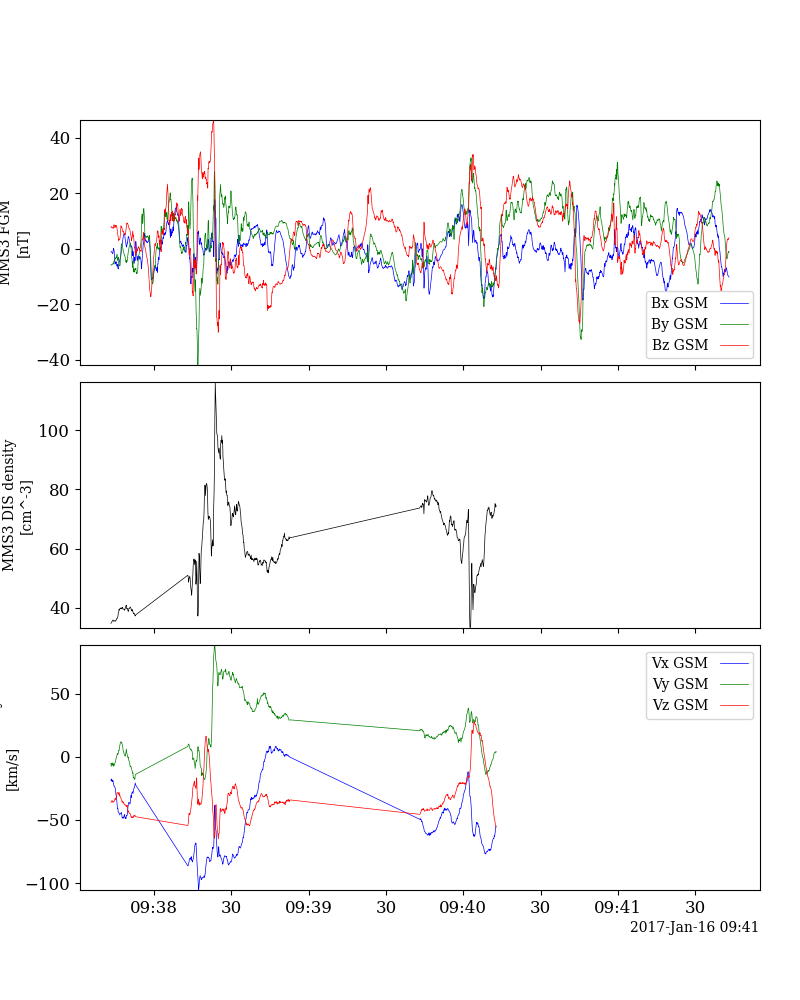 40
20
0
−20
−40
MMS3 FGM
[nT]
Bx GSM
By GSM
Bz GSM
100
80
60
40
MMS3 DIS density
[cm^-3]
50
0
−50
−100
[km/s]
Vx GSM
Vy GSM
Vz GSM
09:38 30 09:39 30 09:40 30 09:41 30
2017-Jan-16 09:41